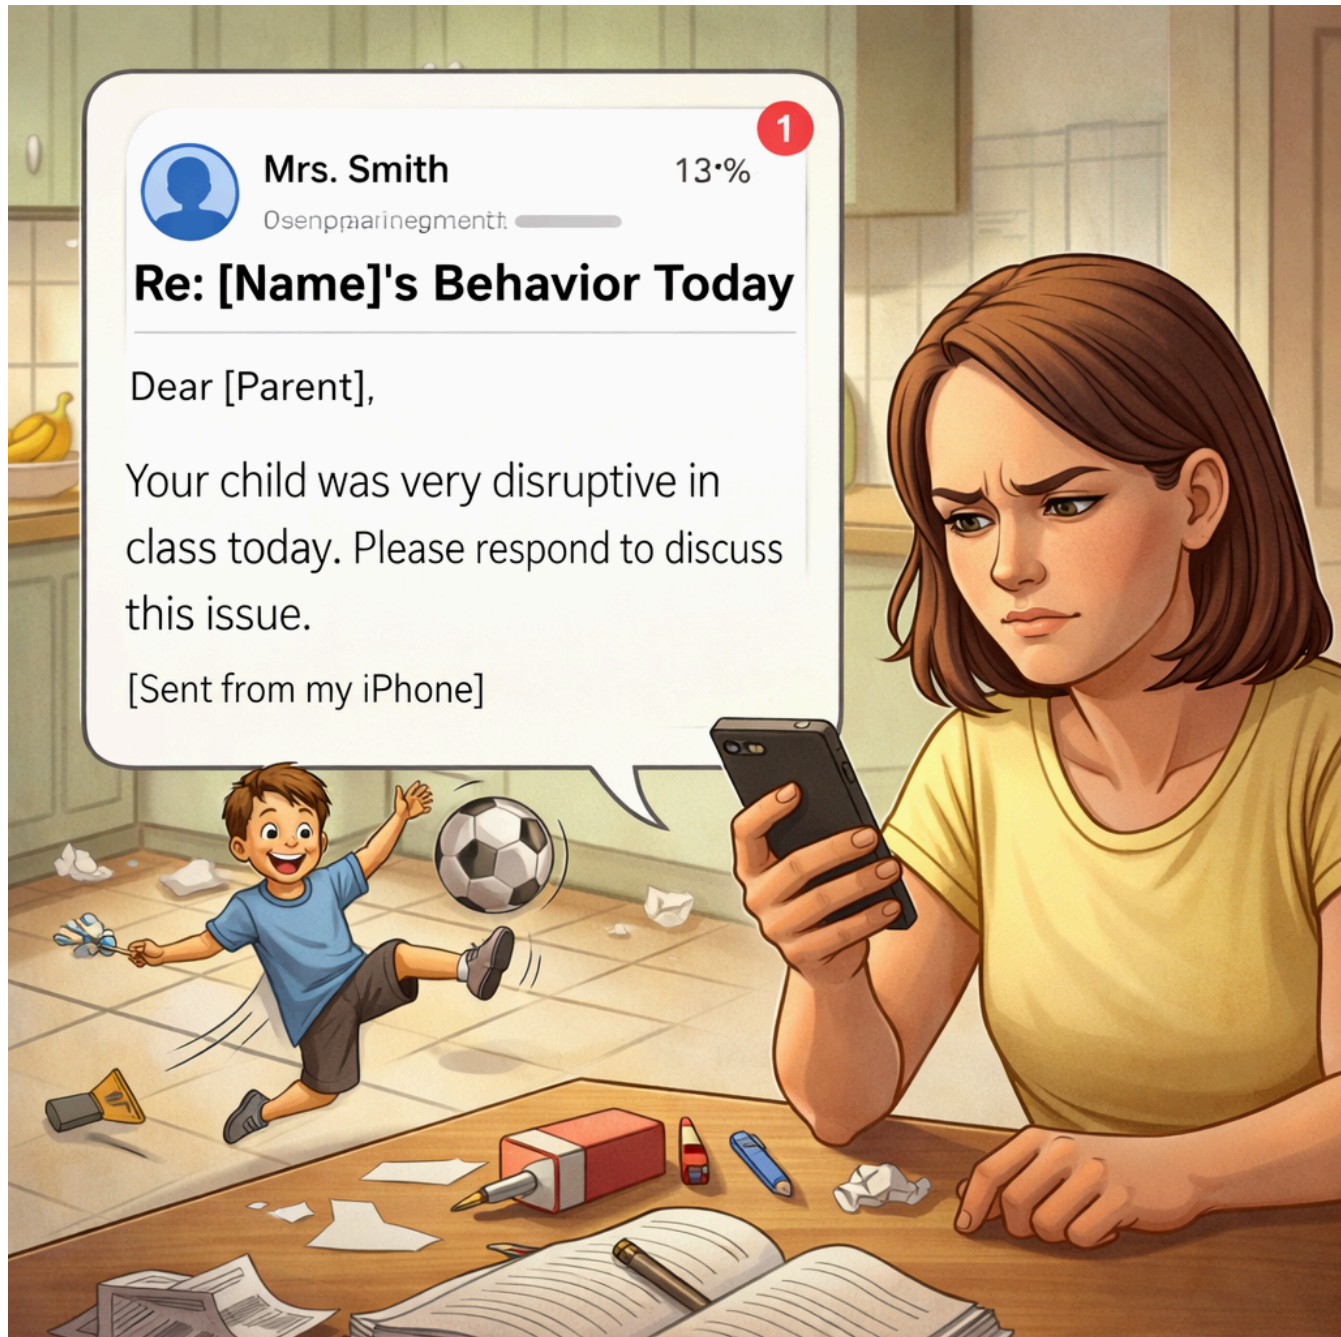 1
Mrs. Smith
13•%
Re: [Name]'s Behavior Today
Dear [Parent],
Your child was very disruptive in
class today. Please respond to discuss
this issue.
[Sent from my iPhone]